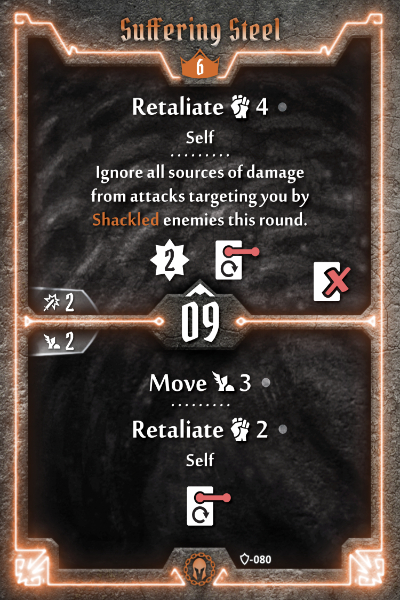 Suffering Steel
6
Retaliate 4
Self
Ignore all sources of damage
from attacks targeting you by
Shackled enemies this round.
2
2
09
2
Move 3
Retaliate 2
Self
-080